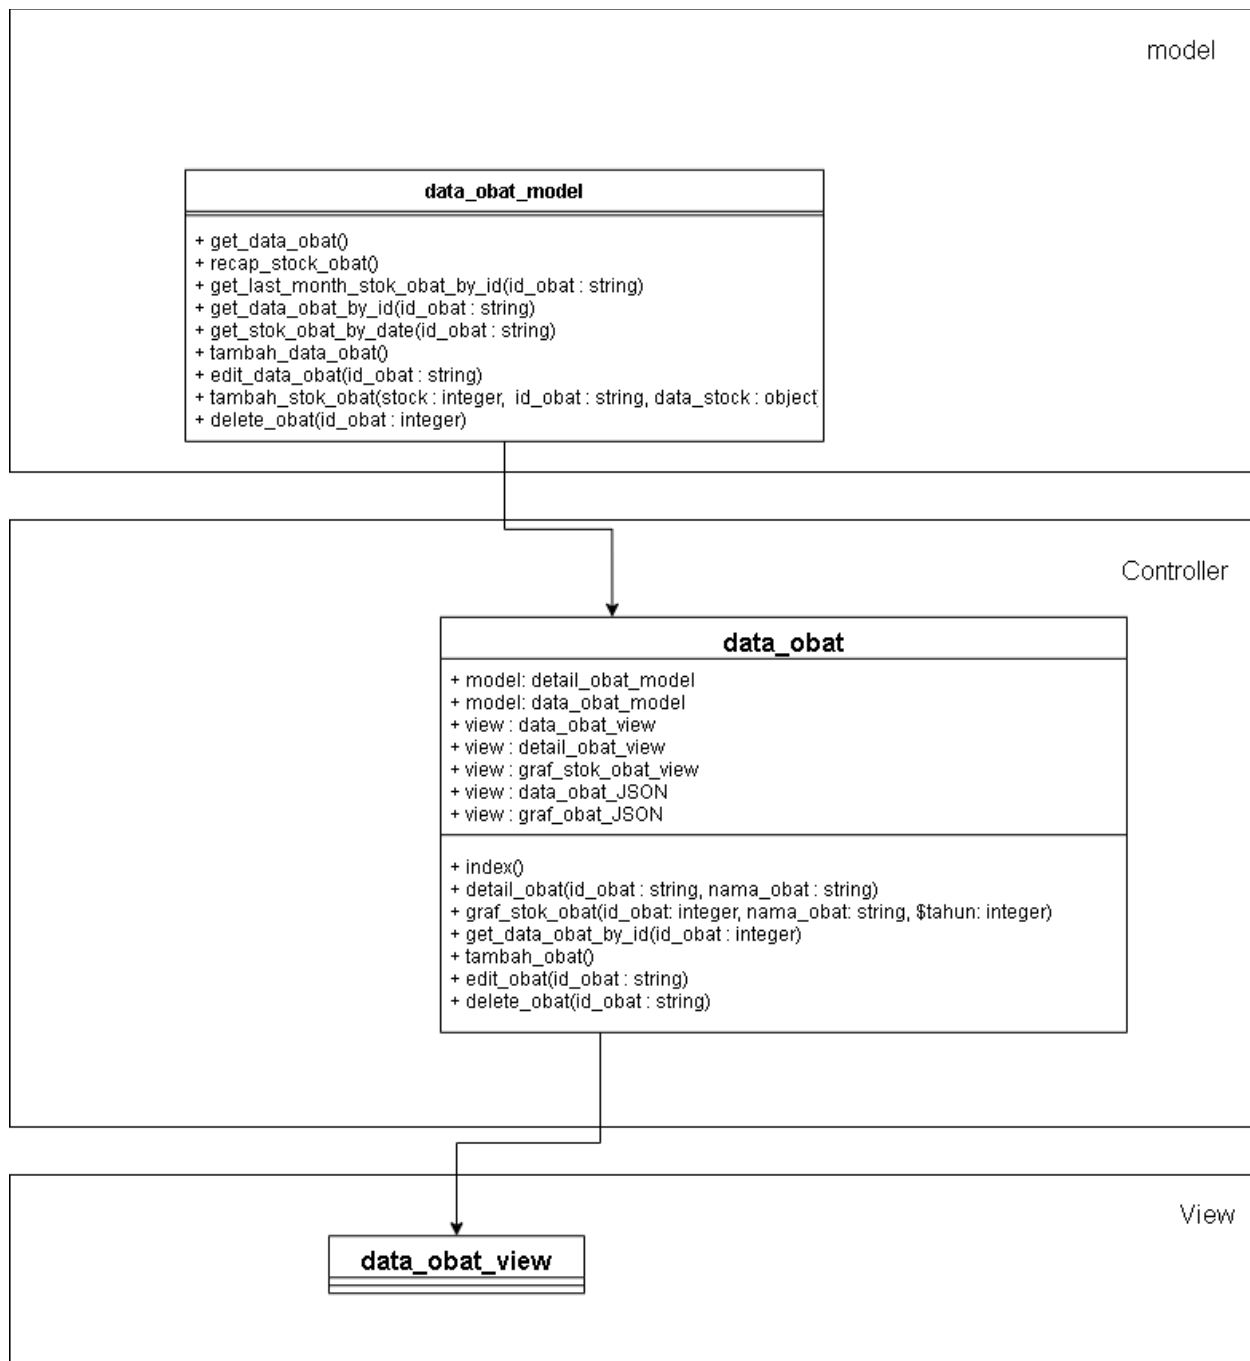 model
data_obat_model
+ get_data_obat()
+ recap_stock_obat()
+ get_last_month_stok_obat_by_id(id_obat : string)
+ get_data_obat_by_id(id_obat : string)
+ get_stok_obat_by_date(id_obat : string)
+ tambah_data_obat()
+ edit_data_obat(id_obat : string)
+ tambah_stok_obat(stock : integer, id_obat : string, data_stock : object)
+ delete_obat(id_obat : integer)
Controller
data_obat
+ model: detail_obat_model
+ model: data_obat_model
+ view : data_obat_view
+ view : detail_obat_view
+ view : graf_stok_obat_view
+ view : data_obat_JSON
+ view : graf_obat_JSON
+ index()
+ detail_obat(id_obat : string, nama_obat : string)
+ graf_stok_obat(id_obat: integer, nama_obat: string, $tahun: integer)
+ get_data_obat_by_id(id_obat : integer)
+ tambah_obat()
+ edit_obat(id_obat : string)
+ delete_obat(id_obat : string)
View
data_obat_view